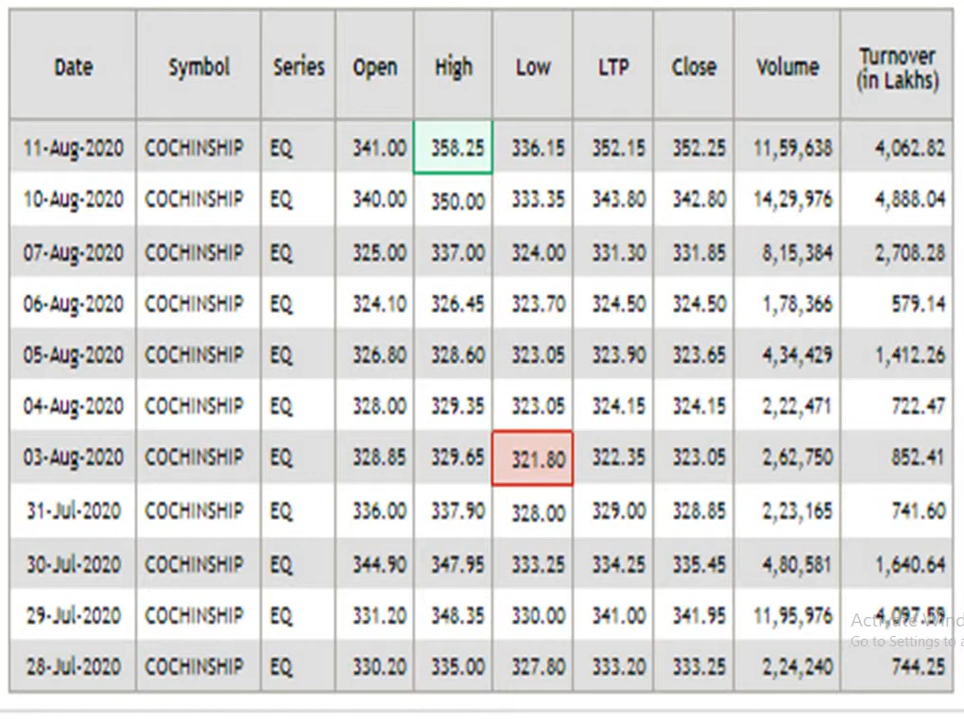 Date Symbol Series Open High Low LTP Close Volume Turnover (in Lakhs)
11-Aug-2020 COCHINSHIP EQ 341.00 358.25 336.15 352.15 352.25 11,59,638 4,062.82
10-Aug-2020 COCHINSHIP EQ 340.00 350.00 333.35 343.80 342.80 14,29,976 4,888.04
07-Aug-2020 COCHINSHIP EQ 325.00 337.00 324.00 331.30 331.85 8,15,384 2,708.28
06-Aug-2020 COCHINSHIP EQ 324.10 326.45 323.70 324.50 324.50 1,78,366 579.14
05-Aug-2020 COCHINSHIP EQ 326.80 328.60 323.05 323.90 323.65 4,34,429 1,412.26
04-Aug-2020 COCHINSHIP EQ 328.00 329.35 323.05 324.15 324.15 2,22,471 722.47
03-Aug-2020 COCHINSHIP EQ 328.85 329.65 321.80 322.35 323.05 2,62,750 852.41
31-Jul-2020 COCHINSHIP EQ 336.00 337.90 328.00 329.00 328.85 2,23,165 741.60
30-Jul-2020 COCHINSHIP EQ 344.90 347.95 333.25 334.25 335.45 4,80,581 1,640.64
29-Jul-2020 COCHINSHIP EQ 331.20 348.35 330.00 341.00 341.95 11,95,976 4,097.59
Activate Wind
Go to Settings to a
28-Jul-2020 COCHINSHIP EQ 330.20 335.00 327.80 333.20 333.25 2,24,240 744.25